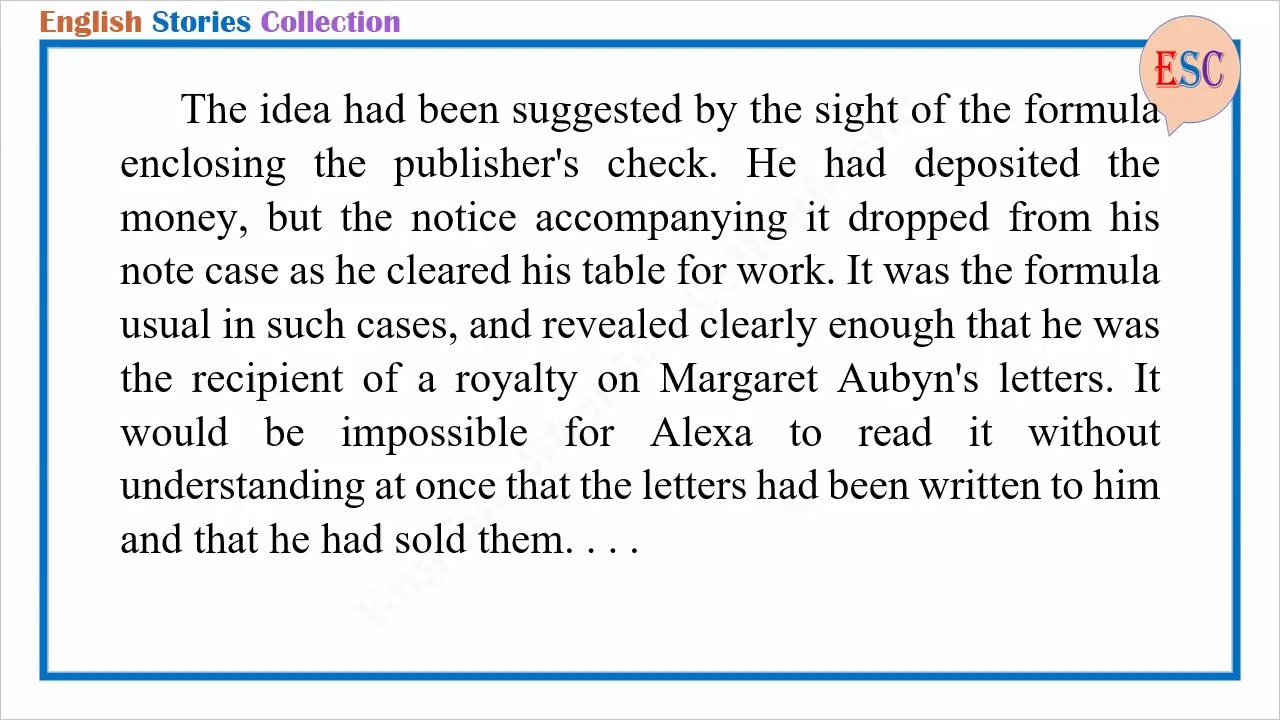 English Stories Collection
ESC
The idea had been suggested by the sight of the formula
enclosing the publisher's check. He had deposited the
money, but the notice accompanying it dropped from his
note case as he cleared his table for work. It was the formula
usual in such cases, and revealed clearly enough that he was
the recipient of a royalty on Margaret Aubyn's letters. It
would be impossible for Alexa to read it without
understanding at once that the letters had been written to him
and that he had sold them. . . .